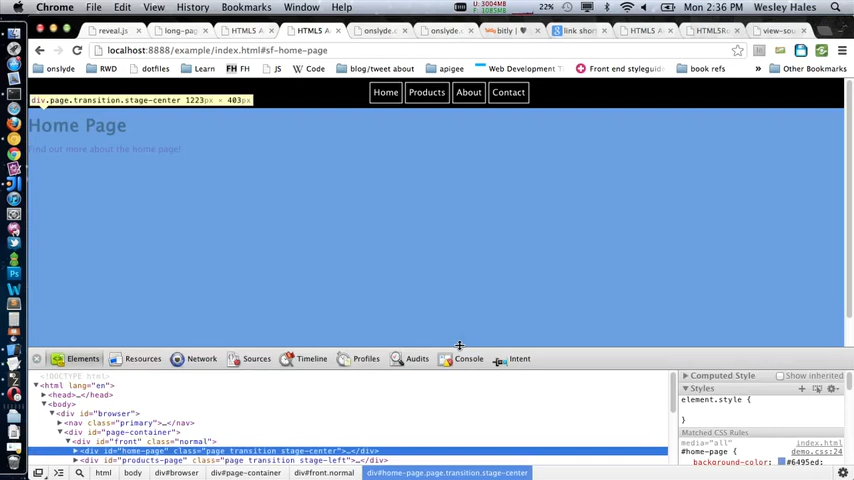 Chrome File Edit View History Bookmarks Window Help U: 3004MB F: 1085MB 22% Mon 2:36 PM Wesley Hales
reveal.js × long-pag × HTML5 A × HTML5 A × onslyde.c × onslyde.c × bitly | ♥ × link short × HTML5 A × HTML5Ro × view-sou ×
localhost:8888/example/index.html#sf-home-page
onslyde RWD dotfiles Learn FH FH JS W/Code blog/tweet about apigee Web Development i... Front end styleguid... book refs » Other Bookmarks
Home Products About Contact
div.page.transition.stage-center 1223px × 403px
Home Page
Find out more about the home page!
Elements Resources Network Sources Timeline Profiles Audits Console Intent
<!DOCTYPE html>
▼<html lang="en">
▶<head>…</head>
▼<body>
▼<div id="browser">
▶<nav class="primary">…</nav>
▼<div id="page-container">
▼<div id="front" class="normal">
▶<div id="home-page" class="page transition stage-center">…</div>
▶<div id="products-page" class="page transition stage-left">…</div>
▶ Computed Style Show inherited
▼ Styles
element.style {
}
Matched CSS Rules
media="all" index.html
#home-page { demo.css:24
background-color: #6495ed;
html body div#browser div#page-container div#front.normal div#home-page.page.transition.stage-center